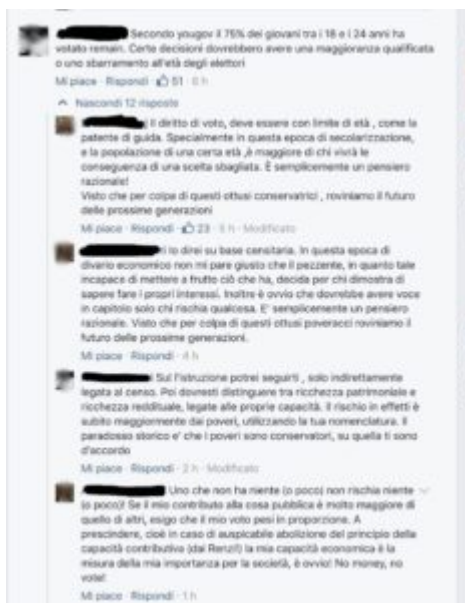 Secondo yougov il 75% dei giovani tra i 18 e i 24 anni ha
votato remain. Certe decisioni dovrebbero avere una maggioranza qualificata
o uno sbarramento all'età degli elettori
Mi piace · Rispondi · 51 · 6 h
Nascondi 12 risposte
Il diritto di voto, deve essere con limite di età , come la
patente di guida. Specialmente in questa epoca di secolarizzazione,
e la popolazione di una certa età ,è maggiore di chi vivrà le
conseguenza di una scelta sbagliata. È semplicemente un pensiero
razionale!
Visto che per colpa di questi ottusi conservatrici , roviniamo il futuro
delle prossime generazioni
Mi piace · Rispondi · 23 · 5 h · Modificato
Io direi su base censitaria. In questa epoca di
divario economico non mi pare giusto che il pezzente, in quanto tale
incapace di mettere a frutto ciò che ha, decida per chi dimostra di
sapere fare i propri interessi. Inoltre è ovvio che dovrebbe avere voce
in capitolo solo chi rischia qualcosa. E' semplicemente un pensiero
razionale. Visto che per colpa di questi ottusi poveracci roviniamo il
futuro delle prossime generazioni.
Mi piace · Rispondi · 4 h
Sul l'istruzione potrei seguirti , solo indirettamente
legata al censo. Poi dovresti distinguere tra ricchezza patrimoniale e
ricchezza reddituale, legate alle proprie capacità. Il rischio in effetti è
subito maggiormente dai poveri, utilizzando la tua nomenclatura. Il
paradosso storico e' che i poveri sono conservatori, su quella ti sono
d'accordo
Mi piace · Rispondi · 2 h · Modificato
Uno che non ha niente (o poco) non rischia niente
(o poco)! Se il mio contributo alla cosa pubblica è molto maggiore di
quello di altri, esigo che il mio voto pesi in proporzione. A
prescindere, cioè in caso di auspicabile abolizione del principio della
capacità contributiva (dai Renzi!) la mia capacità economica è la
misura della mia importanza per la società, è ovvio! No money, no
vote!
Mi piace · Rispondi · 1 h